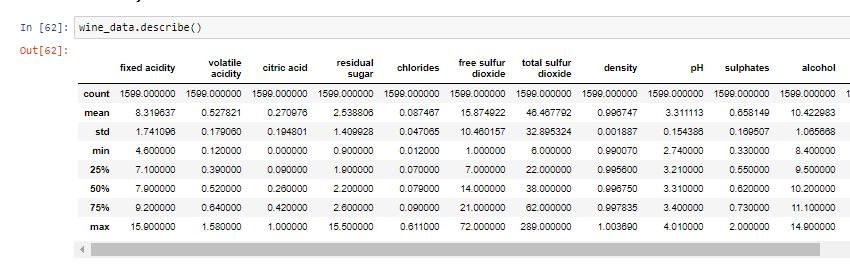 In [62]: wine_data.describe()
Out[62]:
fixed acidity volatile acidity citric acid residual sugar chlorides free sulfur dioxide total sulfur dioxide density pH sulphates alcohol
count 1599.000000 1599.000000 1599.000000 1599.000000 1599.000000 1599.000000 1599.000000 1599.000000 1599.000000 1599.000000 1599.000000 1
mean 8.319637 0.527821 0.270976 2.538806 0.087467 15.874922 46.467792 0.996747 3.311113 0.658149 10.422983
std 1.741096 0.179060 0.194801 1.409928 0.047065 10.460157 32.895324 0.001887 0.154386 0.169507 1.065668
min 4.600000 0.120000 0.000000 0.900000 0.012000 1.000000 6.000000 0.990070 2.740000 0.330000 8.400000
25% 7.100000 0.390000 0.090000 1.900000 0.070000 7.000000 22.000000 0.995600 3.210000 0.550000 9.500000
50% 7.900000 0.520000 0.260000 2.200000 0.079000 14.000000 38.000000 0.996750 3.310000 0.620000 10.200000
75% 9.200000 0.640000 0.420000 2.600000 0.090000 21.000000 62.000000 0.997835 3.400000 0.730000 11.100000
max 15.900000 1.580000 1.000000 15.500000 0.611000 72.000000 289.000000 1.003690 4.010000 2.000000 14.900000